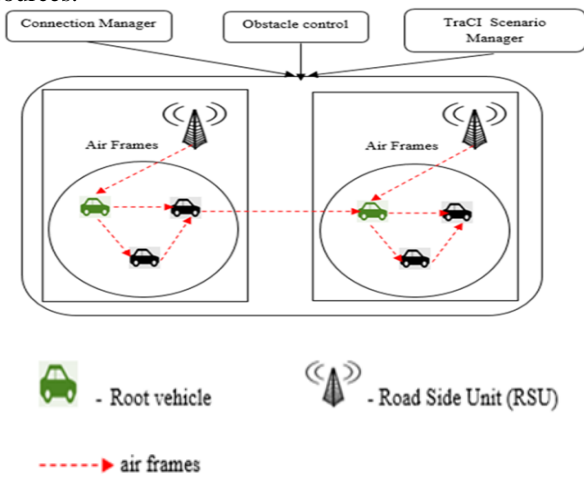 Connection Manager
Obstacle control
TraCI Scenario
Manager
Air Frames
Air Frames
- Root vehicle
- Road Side Unit (RSU)
air frames